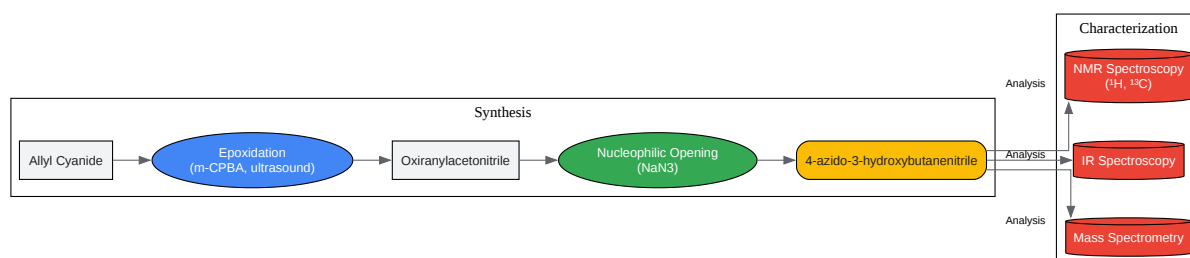 Synthesis
Allyl Cyanide
Epoxidation
(m-CPBA, ultrasound)
Oxiranylacetonitrile
Nucleophilic Opening
(NaN3)
4-azido-3-hydroxybutanenitrile
Analysis
Analysis
Analysis
Characterization
NMR Spectroscopy
(¹H, ¹³C)
IR Spectroscopy
Mass Spectrometry